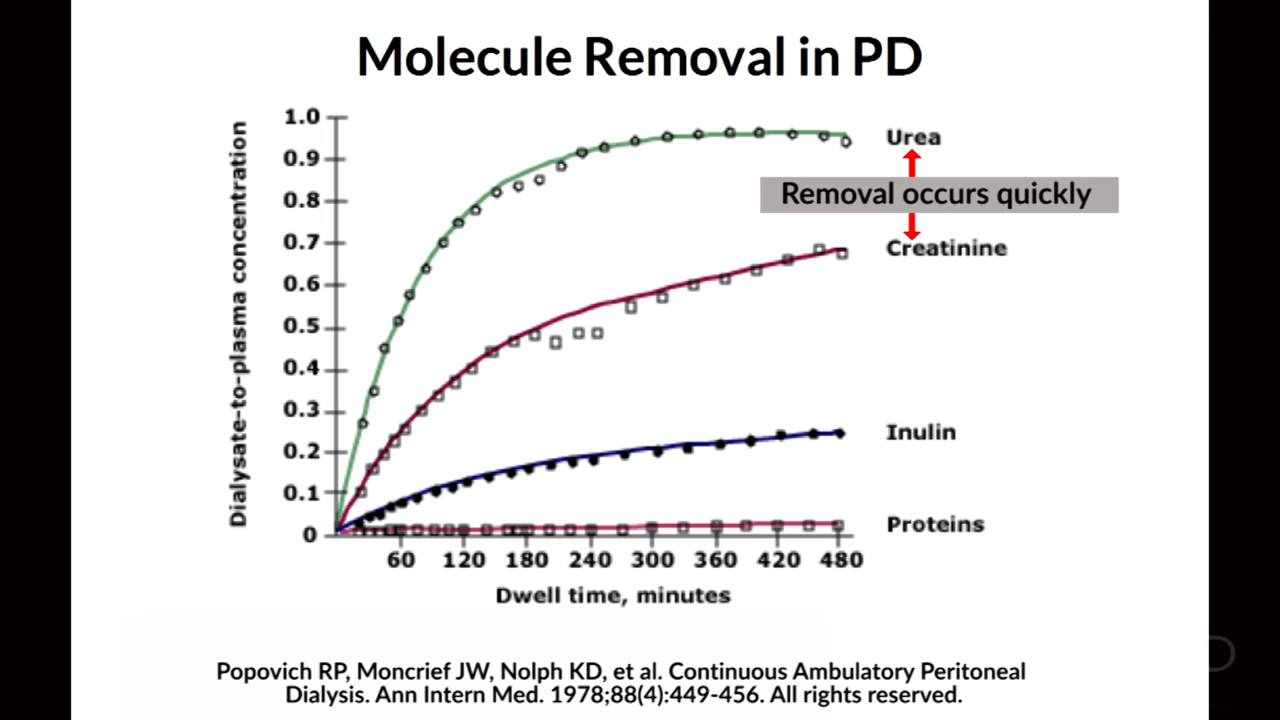 Molecule Removal in PD
Dialysate-to-plasma concentration
1.0
0.9
0.8
0.7
0.6
0.5
0.4
0.3
0.2
0.1
0
Urea
Removal occurs quickly
Creatinine
Inulin
Proteins
60 120 180 240 300 360 420 480
Dwell time, minutes
Popovich RP, Moncrief JW, Nolph KD, et al. Continuous Ambulatory Peritoneal
Dialysis. Ann Intern Med. 1978;88(4):449-456. All rights reserved.